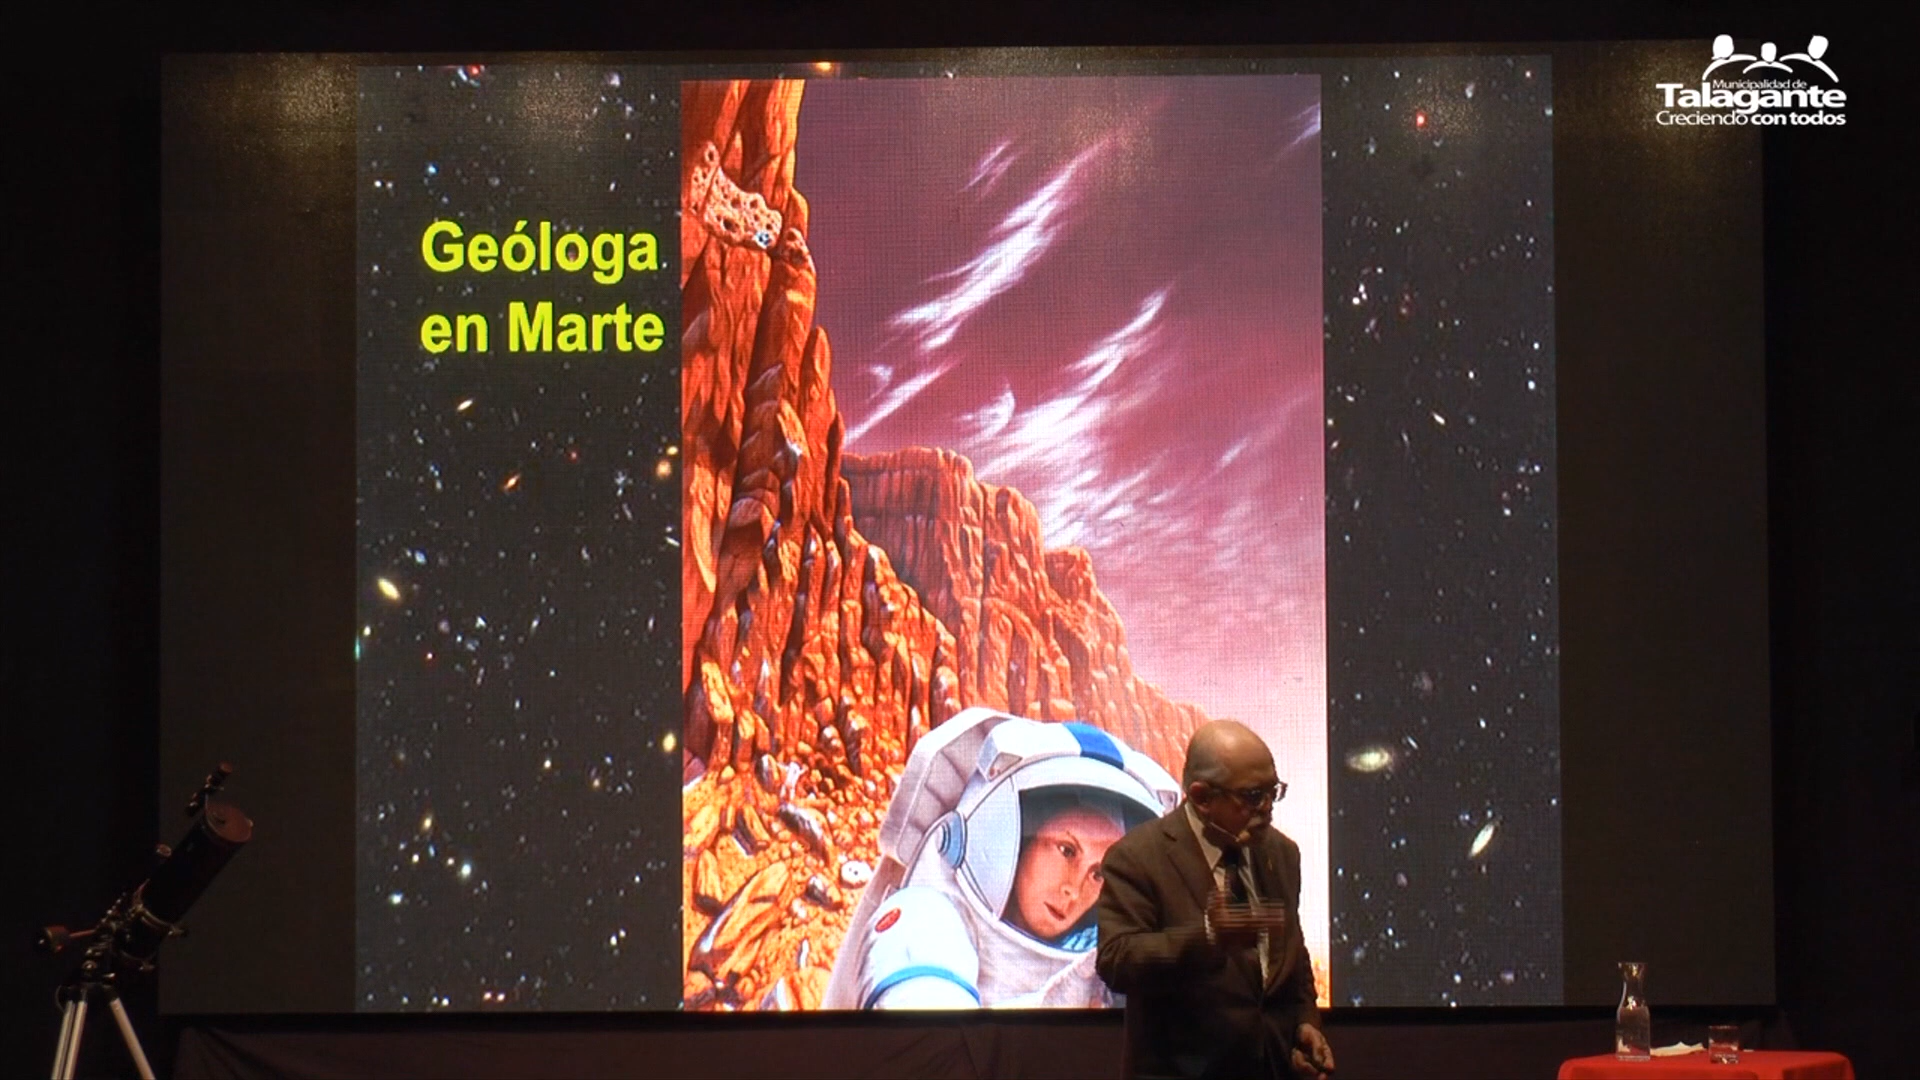 Municipalidad de
Talagante
Creciendo con todos
Geóloga
en Marte